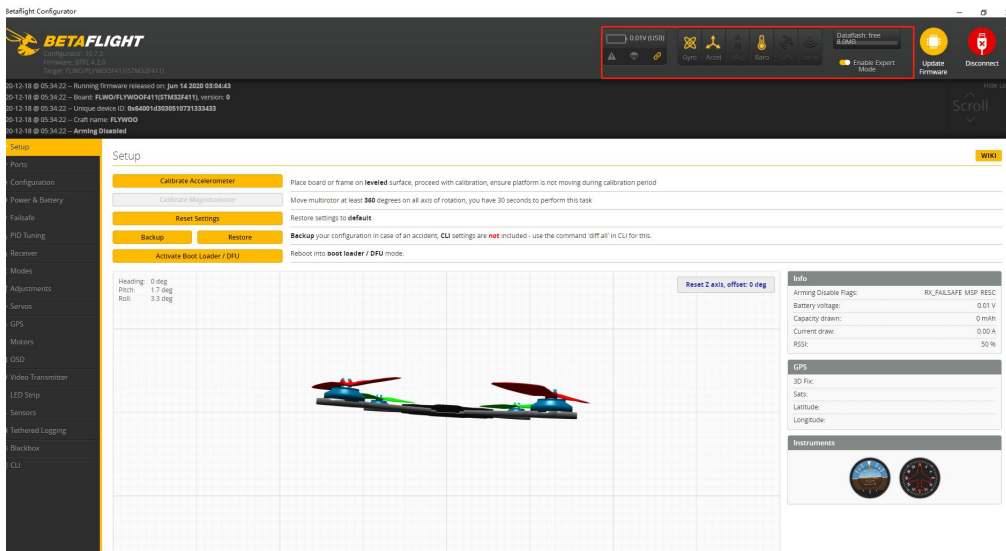 Betaflight Configurator
BETAFLIGHT
Configurator: 10.7.0
Firmware: BTFL 4.2.0
Target: FLWO/FLYWOOF411(STM32F411)
0.01V (USB)
Gyro Accel Mag Baro GPS Sonar
Dataflash: free
8.0MB
Enable Expert
Mode
Update
Firmware
Disconnect
20-12-18 @ 05:34:22 -- Running firmware released on: Jun 14 2020 03:04:43
20-12-18 @ 05:34:22 -- Board: FLWO/FLYWOOF411(STM32F411), version: 0
20-12-18 @ 05:34:22 -- Unique device ID: 0x64001d3030510731333433
20-12-18 @ 05:34:22 -- Craft name: FLYWOO
20-12-18 @ 05:34:22 -- Arming Disabled
Hide Lo
Scroll
Setup
Ports
Configuration
Power & Battery
Failsafe
PID Tuning
Receiver
Modes
Adjustments
Servos
GPS
Motors
OSD
Video Transmitter
LED Strip
Sensors
Tethered Logging
Blackbox
CLI
Setup
WIKI
Calibrate Accelerometer
Place board or frame on leveled surface, proceed with calibration, ensure platform is not moving during calibration period
Calibrate Magnetometer
Move multirotor at least 360 degrees on all axis of rotation, you have 30 seconds to perform this task
Reset Settings
Restore settings to default
Backup Restore
Backup your configuration in case of an accident, CLI settings are not included - use the command 'diff all' in CLI for this.
Activate Boot Loader / DFU
Reboot into boot loader / DFU mode.
Heading: 0 deg
Pitch: 1.7 deg
Roll: 3.3 deg
Reset Z axis, offset: 0 deg
Info
Arming Disable Flags: RX_FAILSAFE MSP RESC
Battery voltage: 0.01 V
Capacity drawn: 0 mAh
Current draw: 0.00 A
RSSI: 50 %
GPS
3D Fix:
Sats:
Latitude:
Longitude:
Instruments